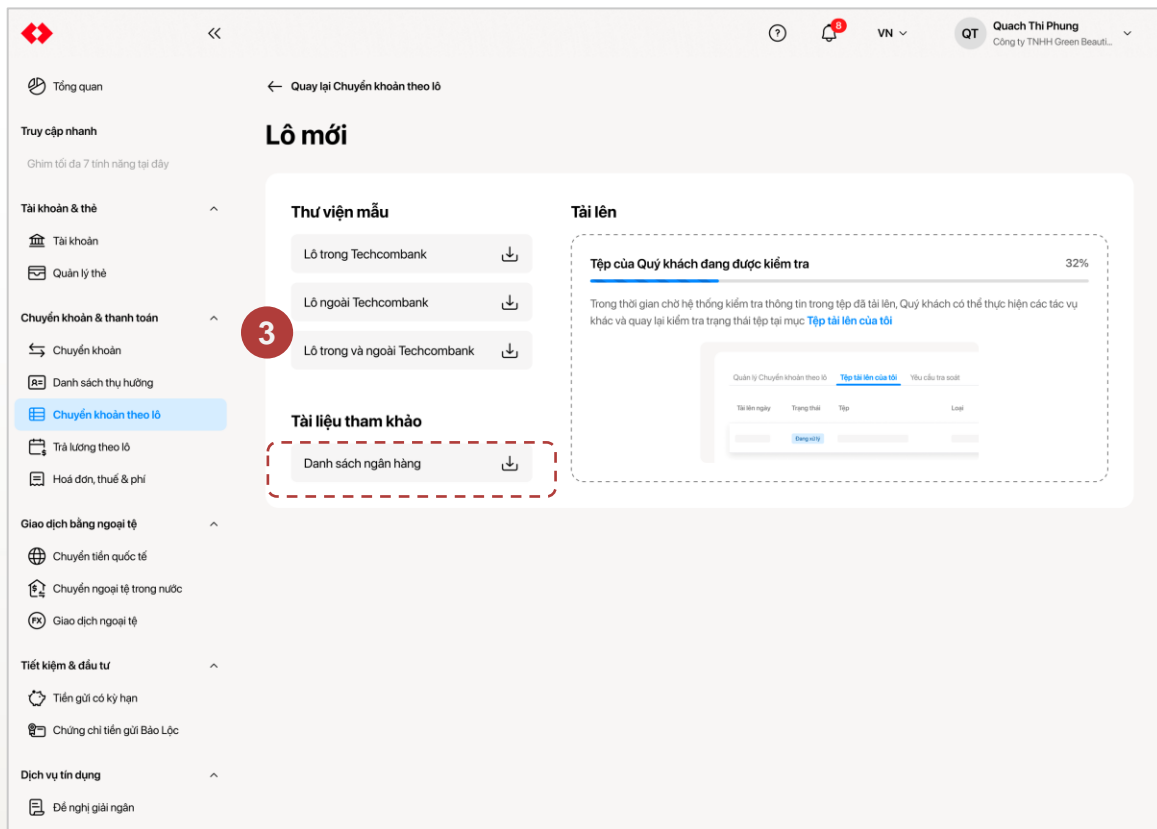 8
VN
QT
Quach Thi Phung
Công ty TNHH Green Beauti...
Tổng quan
Truy cập nhanh
Ghim tối đa 7 tính năng tại đây
Tài khoản & thẻ
Tài khoản
Quản lý thẻ
Chuyển khoản & thanh toán
Chuyển khoản
Danh sách thụ hưởng
Chuyển khoản theo lô
Trả lương theo lô
Hoá đơn, thuế & phí
Giao dịch bằng ngoại tệ
Chuyển tiền quốc tế
Chuyển ngoại tệ trong nước
FX
Giao dịch ngoại tệ
Tiết kiệm & đầu tư
Tiền gửi có kỳ hạn
Chứng chỉ tiền gửi Bảo Lộc
Dịch vụ tín dụng
Đề nghị giải ngân
Quay lại Chuyển khoản theo lô
Lô mới
Thư viện mẫu
Lô trong Techcombank
Lô ngoài Techcombank
3
Lô trong và ngoài Techcombank
Tài liệu tham khảo
Danh sách ngân hàng
Tải lên
Tệp của Quý khách đang được kiểm tra
32%
Trong thời gian chờ hệ thống kiểm tra thông tin trong tệp đã tải lên, Quý khách có thể thực hiện các tác vụ
khác và quay lại kiểm tra trạng thái tệp tại mục Tệp tải lên của tôi
Quản lý Chuyển khoản theo lô Tệp tải lên của tôi Yêu cầu tra soát
Tải lên ngày Trạng thái Tệp Loại
Đang xử lý